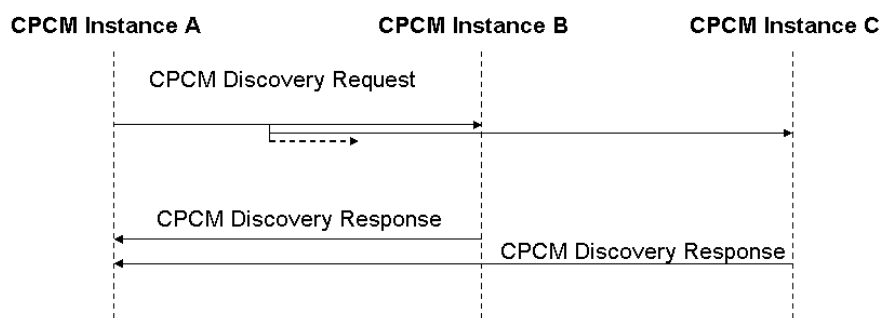 CPCM Instance A
CPCM Instance B
CPCM Instance C
CPCM Discovery Request
CPCM Discovery Response
CPCM Discovery Response